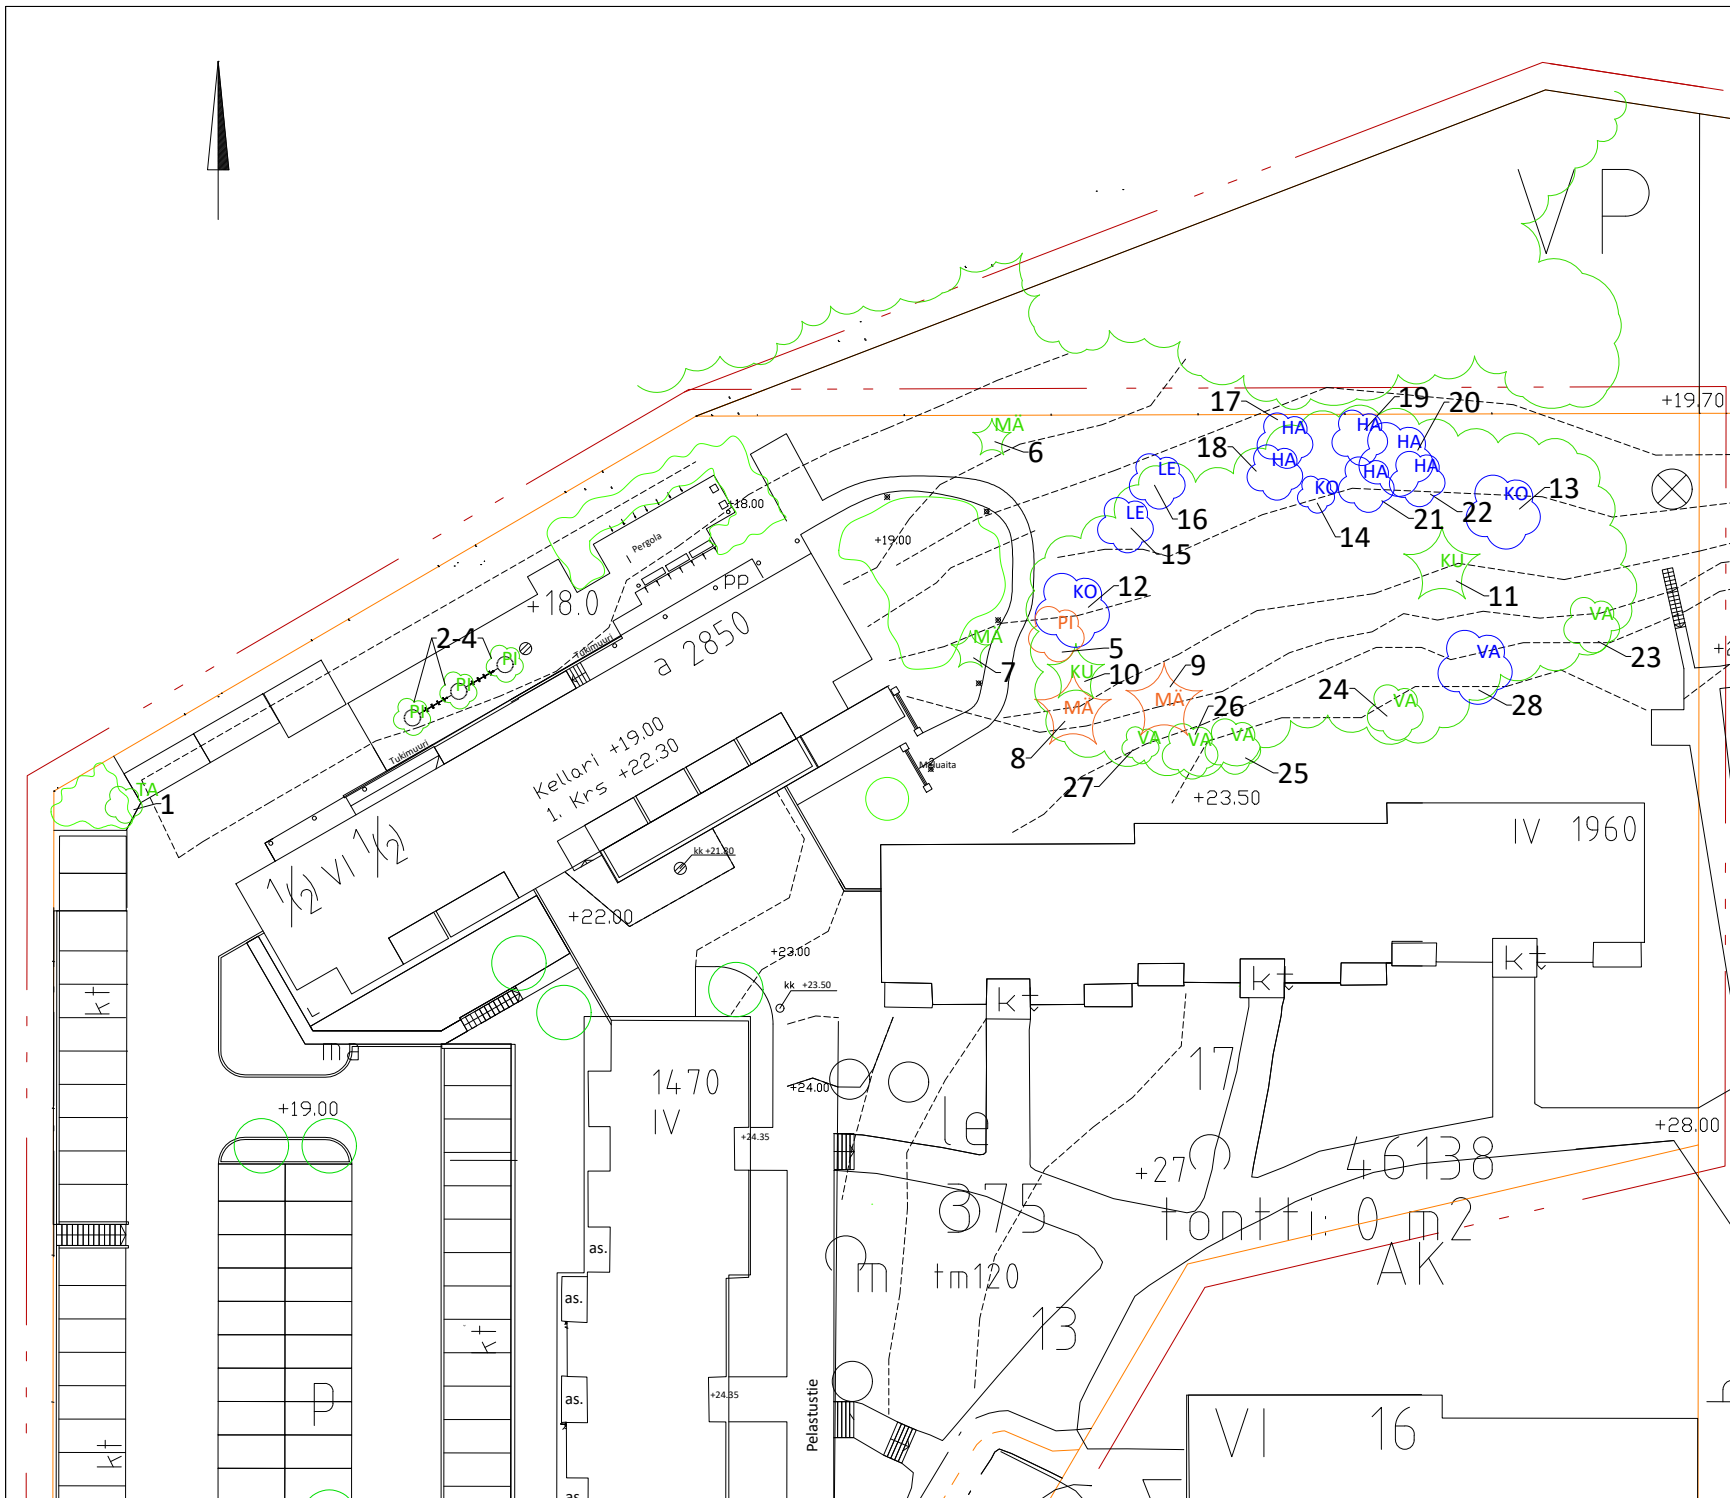 VP
+19.70
17
HA
19
HA
20
HA
MÄ
6
18
HA
HA
HA
LE
16
KO
14
21
22
KO
13
LE
15
+18.00
Pergola
+19.00
PP
+18.0
KO
12
KU
11
PI
5
VA
23
MÄ
7
2-4
PI
PI
PI
Tukimuuri
a 2850
KU
10
9
MÄ
MÄ
8
26
VA
28
24
VA
VA
VA
VA
27
25
Tukimuuri
Kellari +19.00
1. Krs +22.30
Meluaita
TA
1
+23.50
IV 1960
1/2) VI 1/2)
kk +21.80
+22.00
+23.00
kk +23.50
kt
kt
kt
kt
ma
1470
IV
+24.00
17
le
+19.00
+24.35
+28.00
+27
46138
375
tontti: 0 m2
AK
as.
m
tm120
as.
13
kt
P
as.
+24.35
Pelastustie
kt
VI
16
as.